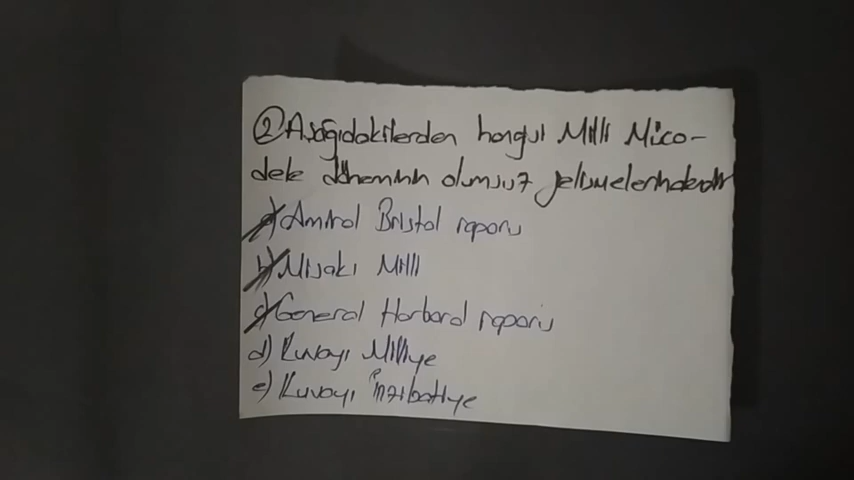 ② Aşağıdakilerden hangisi Milli Müca-
dele döneminin olumsuz gelişmelerindendir
a) Amiral Bristol raporu
b) Misakı Milli
c) General Harbord raporu
d) Kuvayı Milliye
e) Kuvayı İnzibatiye